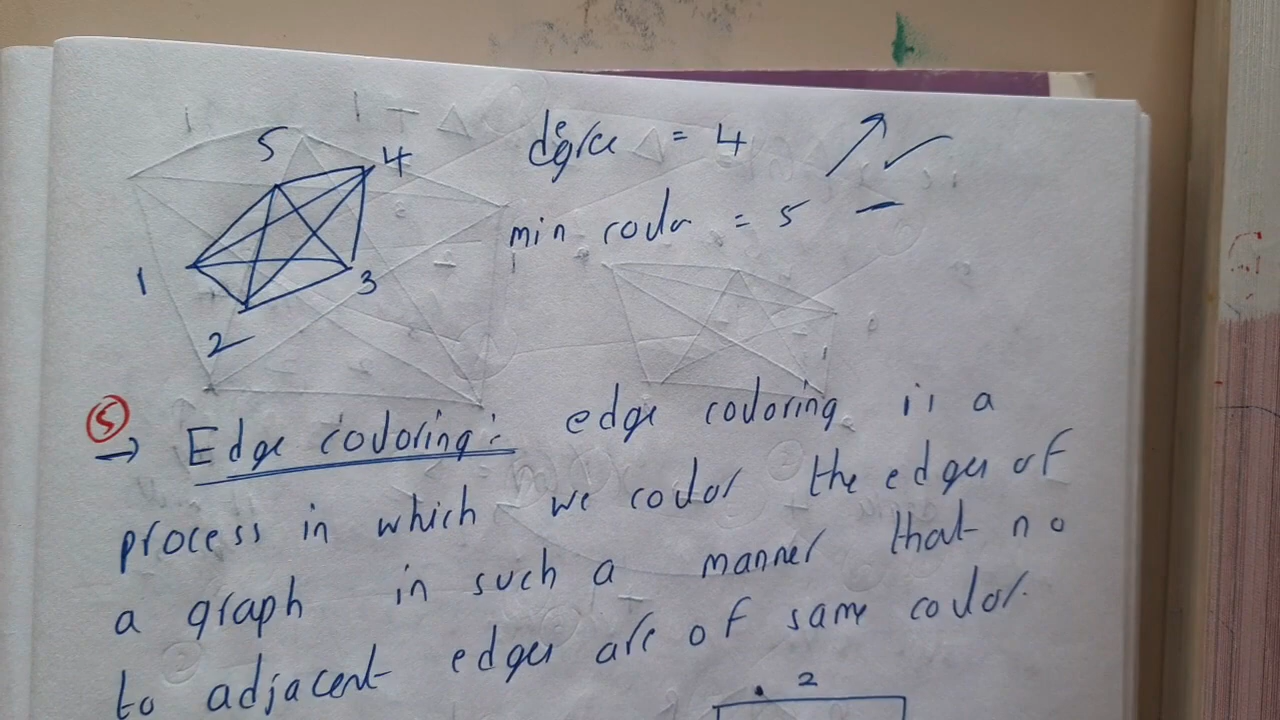 5
4
degree Δ = 4
min color = 5
1
3
2
5
→ Edge coloring: edge coloring is a
process in which we color the edges of
a graph in such a manner that no
to adjacent edges are of same color.
2